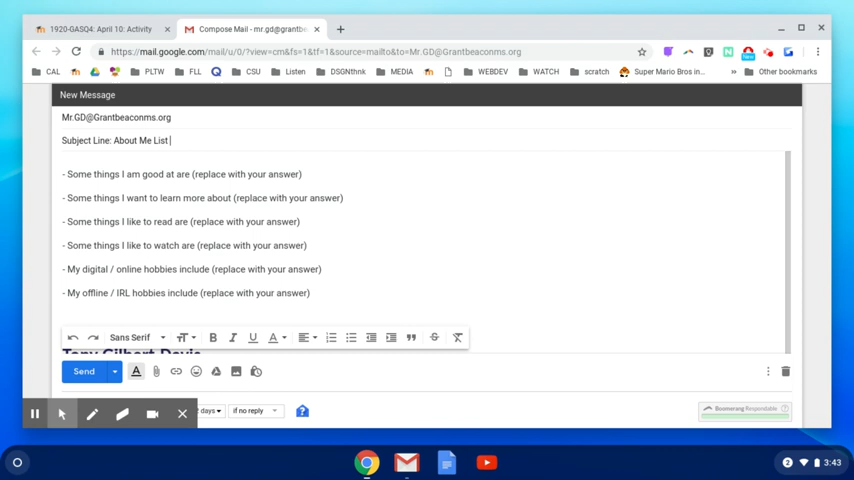 1920-GASQ4: April 10: Activity
Compose Mail - mr.gd@grantbe
https://mail.google.com/mail/u/0/?view=cm&fs=1&tf=1&source=mailto&to=Mr.GD@Grantbeaconms.org
New
CAL PLTW FLL CSU Listen DSGNthnk MEDIA WEBDEV WATCH scratch Super Mario Bros in... » Other bookmarks
New Message
Mr.GD@Grantbeaconms.org
Subject Line: About Me List
- Some things I am good at are (replace with your answer)
- Some things I want to learn more about (replace with your answer)
- Some things I like to read are (replace with your answer)
- Some things I like to watch are (replace with your answer)
- My digital / online hobbies include (replace with your answer)
- My offline / IRL hobbies include (replace with your answer)
Sans Serif
Tony Gilbert-Davis
Send
days if no reply
Boomerang Respondable
2 3:43